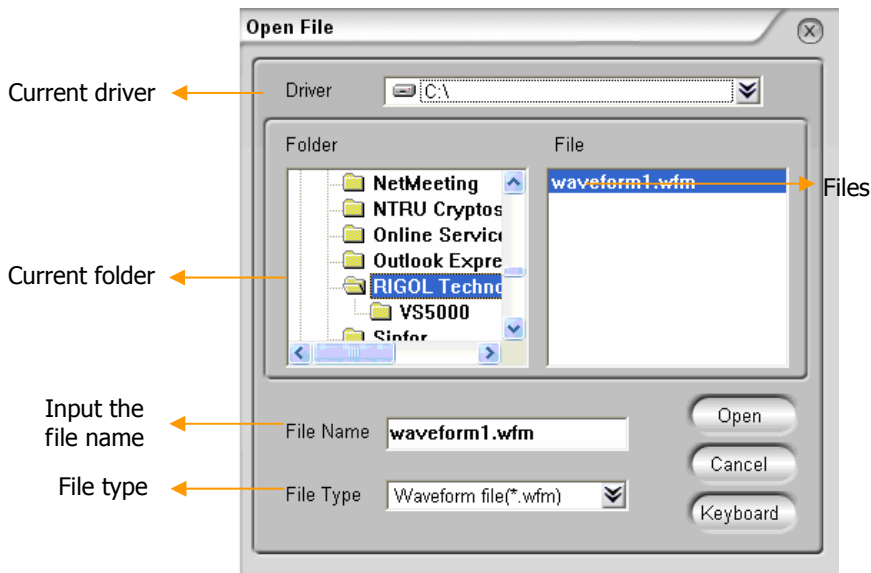 Open File
Current driver
Driver
C:\
Folder
File
NetMeeting
NTRU Cryptos
Online Servic
Outlook Expre
RIGOL Techno
VS5000
Sinfor
waveform1.wfm
Files
Current folder
Input the
file name
File Name
waveform1.wfm
Open
Cancel
File type
File Type
Waveform file(*.wfm)
Keyboard